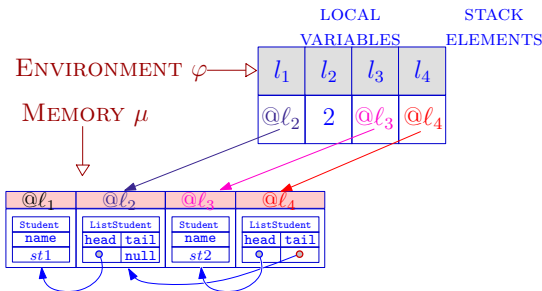 LOCAL VARIABLES STACK ELEMENTS
ENVIRONMENT φ
l₁ l₂ l₃ l₄
MEMORY μ
@ℓ₂ 2 @ℓ₃ @ℓ₄
@ℓ₁ @ℓ₂ @ℓ₃ @ℓ₄
Student ListStudent Student ListStudent
name head tail name head tail
st1 null st2